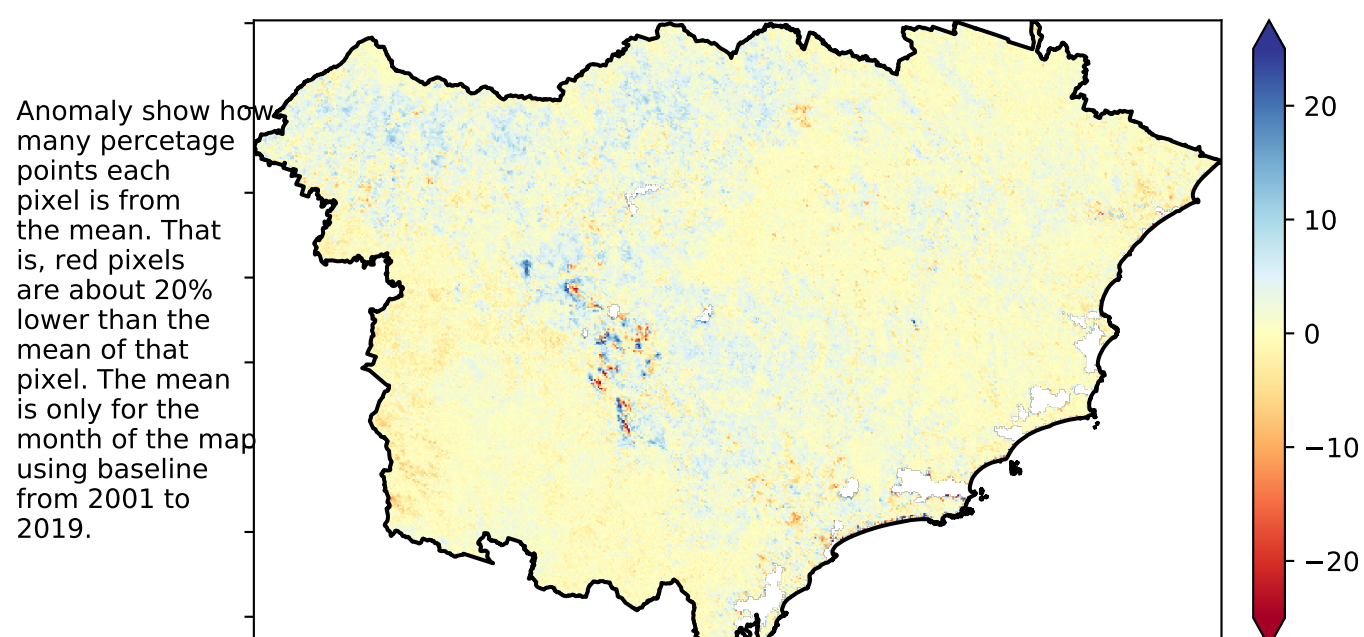 Anomaly show how
many percetage
points each
pixel is from
the mean. That
is, red pixels
are about 20%
lower than the
mean of that
pixel. The mean
is only for the
month of the map
using baseline
from 2001 to
2019.
20
10
0
−10
−20